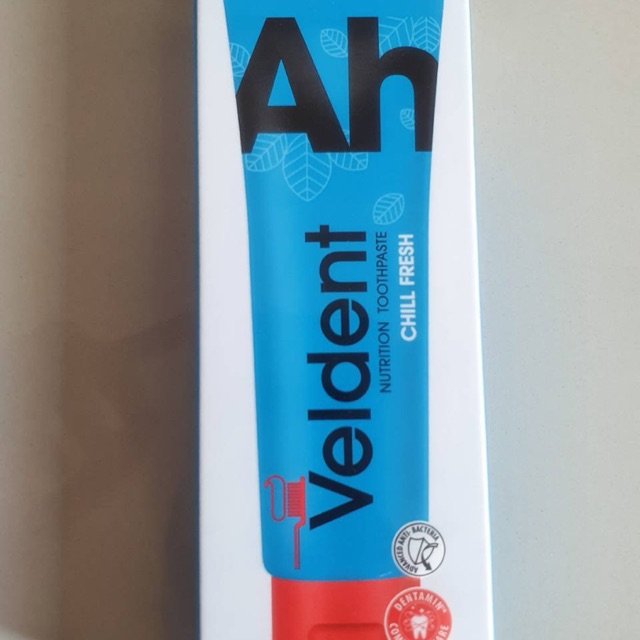 Ah
Veldent
NUTRITION TOOTHPASTE
CHILL FRESH
ADVANCED ANTI-BACTERIA
DENTAMIN